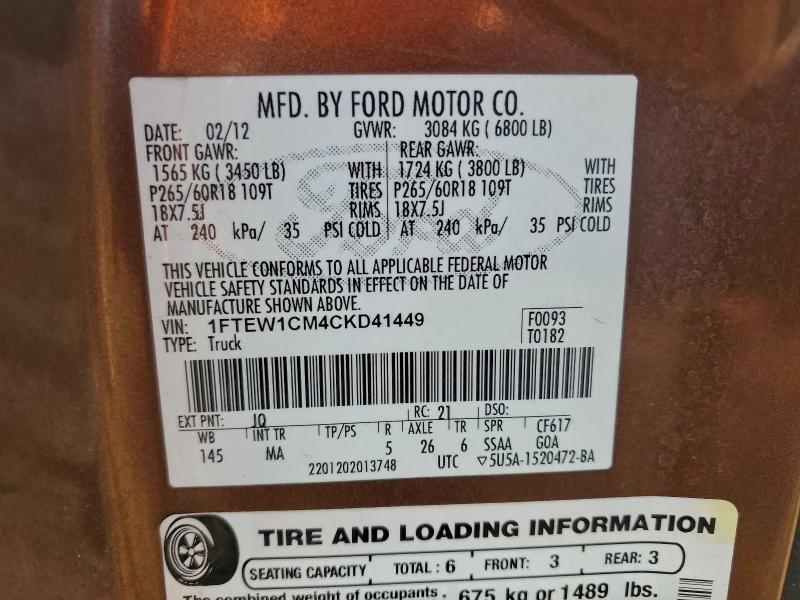 MFD. BY FORD MOTOR CO.
DATE: 02/12 GVWR: 3084 KG ( 6800 LB)
FRONT GAWR: REAR GAWR:
1565 KG ( 3450 LB) WITH 1724 KG ( 3800 LB) WITH
P265/60R18 109T TIRES P265/60R18 109T TIRES
18X7.5J RIMS 18X7.5J RIMS
AT 240 kPa/ 35 PSI COLD AT 240 kPa/ 35 PSI COLD
THIS VEHICLE CONFORMS TO ALL APPLICABLE FEDERAL MOTOR
VEHICLE SAFETY STANDARDS IN EFFECT ON THE DATE OF
MANUFACTURE SHOWN ABOVE.
VIN: 1FTEW1CM4CKD41449 F0093
TYPE: Truck T0182
EXT PNT: JQ RC: 21 DSO:
WB INT TR TP/PS R AXLE TR SPR CF617
145 MA 5 26 6 SSAA GOA
2201202013748 UTC ▽5U5A-1520472-BA
TIRE AND LOADING INFORMATION
SEATING CAPACITY TOTAL : 6 FRONT: 3 REAR: 3
The combined weight of occupants 675 kg or 1489 lbs.